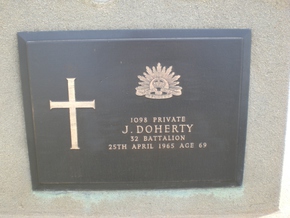 1098 PRIVATE
J. DOHERTY
32 BATTALION
25TH APRIL 1965 AGE 69